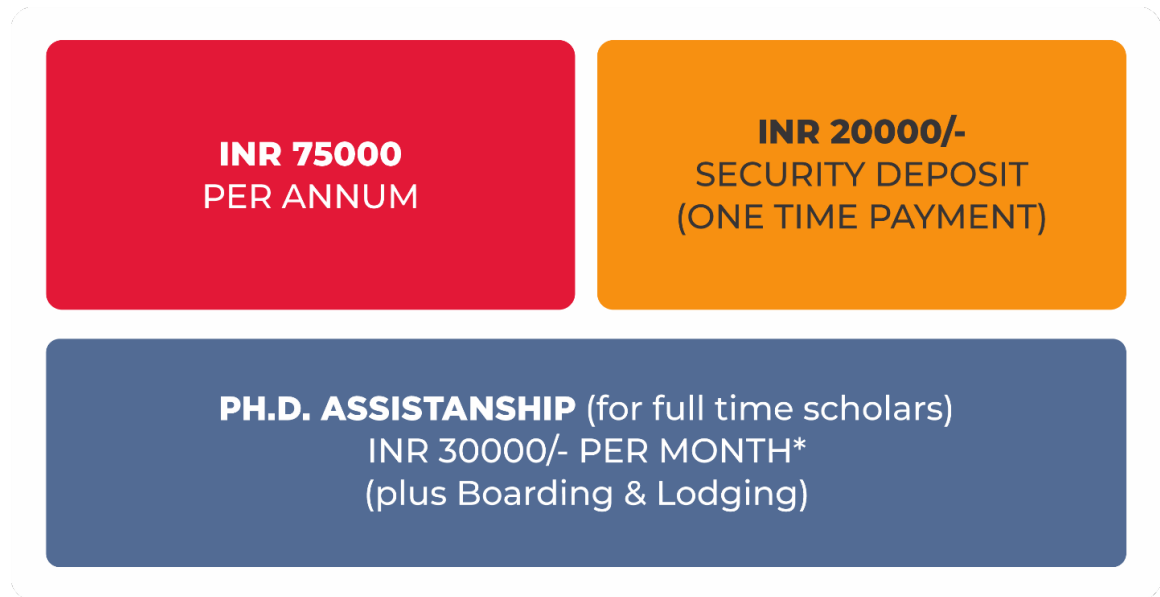 INR 75000
PER ANNUM
INR 20000/-
SECURITY DEPOSIT
(ONE TIME PAYMENT)
PH.D. ASSISTANSHIP (for full time scholars)
INR 30000/- PER MONTH*
(plus Boarding & Lodging)